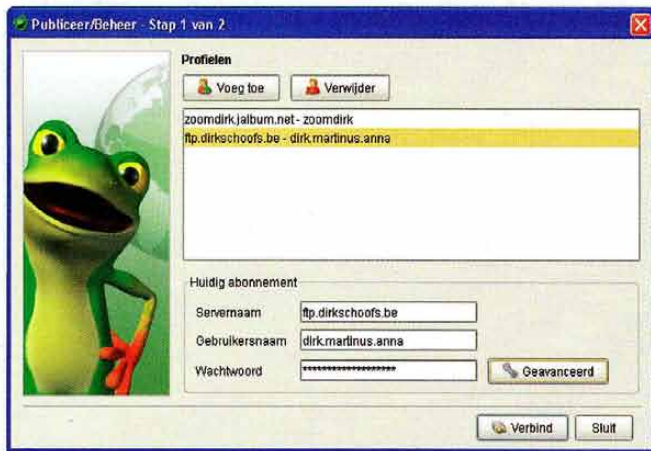 Publiceer/Beheer - Stap 1 van 2
Profielen
Voeg toe
Verwijder
zoomdirk.jalbum.net - zoomdirk
ftp.dirkschoofs.be - dirk.martinus.anna
Huidig abonnement
Servernaam
ftp.dirkschoofs.be
Gebruikersnaam
dirk.martinus.anna
Wachtwoord
******************
Geavanceerd
Verbind
Sluit